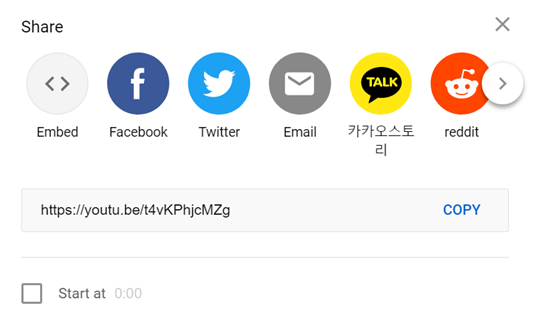 Share
Embed
Facebook
Twitter
Email
TALK
카카오스토
리
reddit
https://youtu.be/t4vKPhjcMZg
COPY
Start at 0:00